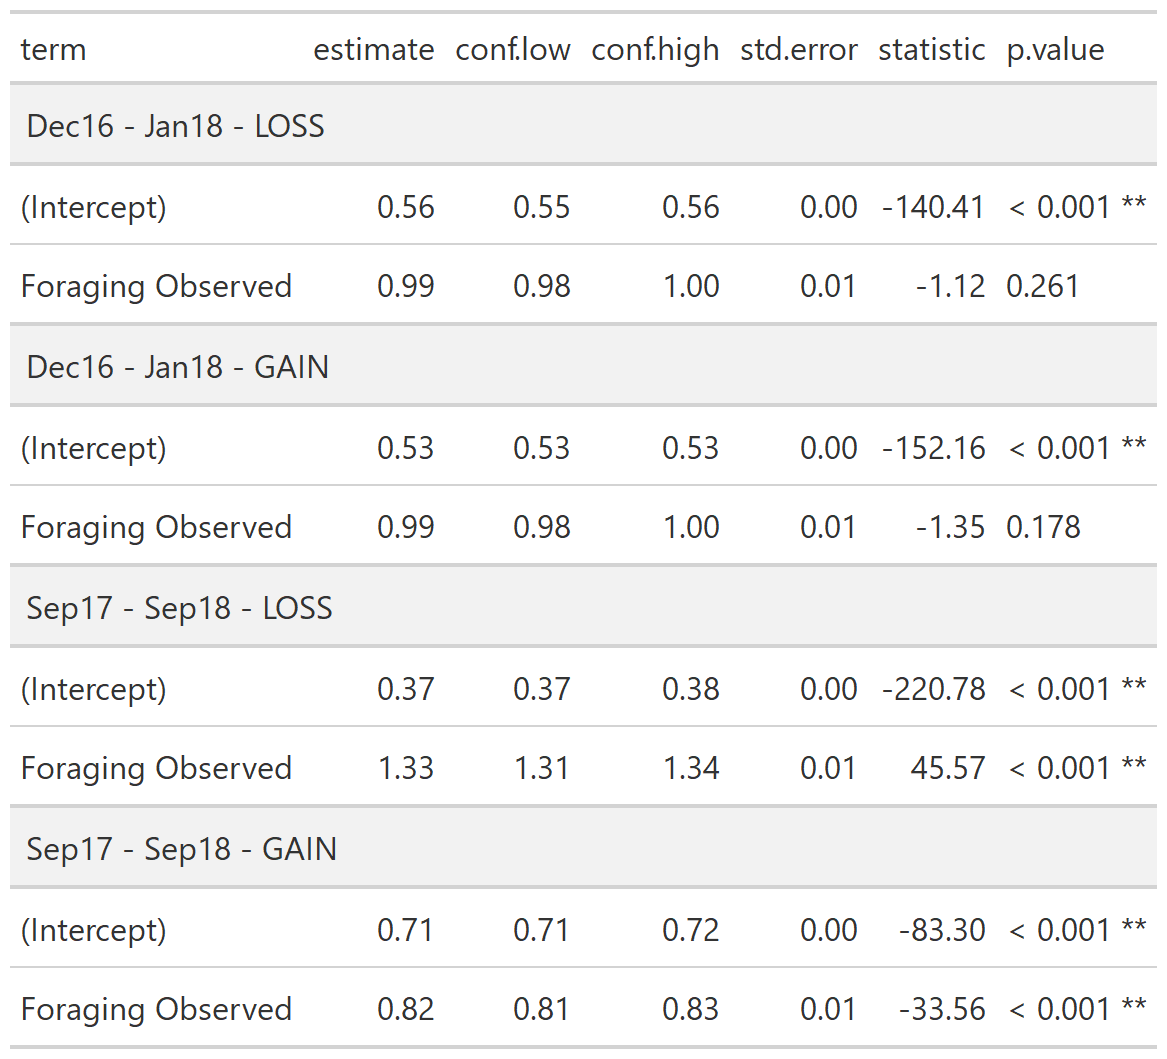 term estimate conf.low conf.high std.error statistic p.value
Dec16 - Jan18 - LOSS
(Intercept) 0.56 0.55 0.56 0.00 -140.41 < 0.001 **
Foraging Observed 0.99 0.98 1.00 0.01 -1.12 0.261
Dec16 - Jan18 - GAIN
(Intercept) 0.53 0.53 0.53 0.00 -152.16 < 0.001 **
Foraging Observed 0.99 0.98 1.00 0.01 -1.35 0.178
Sep17 - Sep18 - LOSS
(Intercept) 0.37 0.37 0.38 0.00 -220.78 < 0.001 **
Foraging Observed 1.33 1.31 1.34 0.01 45.57 < 0.001 **
Sep17 - Sep18 - GAIN
(Intercept) 0.71 0.71 0.72 0.00 -83.30 < 0.001 **
Foraging Observed 0.82 0.81 0.83 0.01 -33.56 < 0.001 **